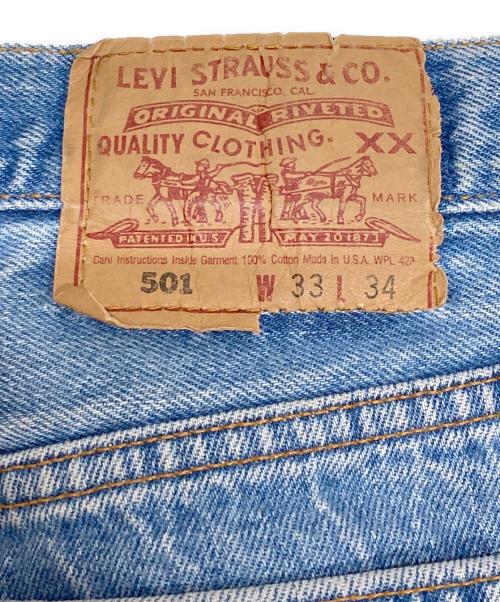 LEVI STRAUSS & CO.
SAN FRANCISCO, CAL.
ORIGINAL RIVETED
QUALITY CLOTHING. XX
TRADE MARK
PATENTED IN U.S. MAY 20 1873
Care Instructions Inside Garment 100% Cotton Made in U.S.A. WPL 423
501 W 33 L 34